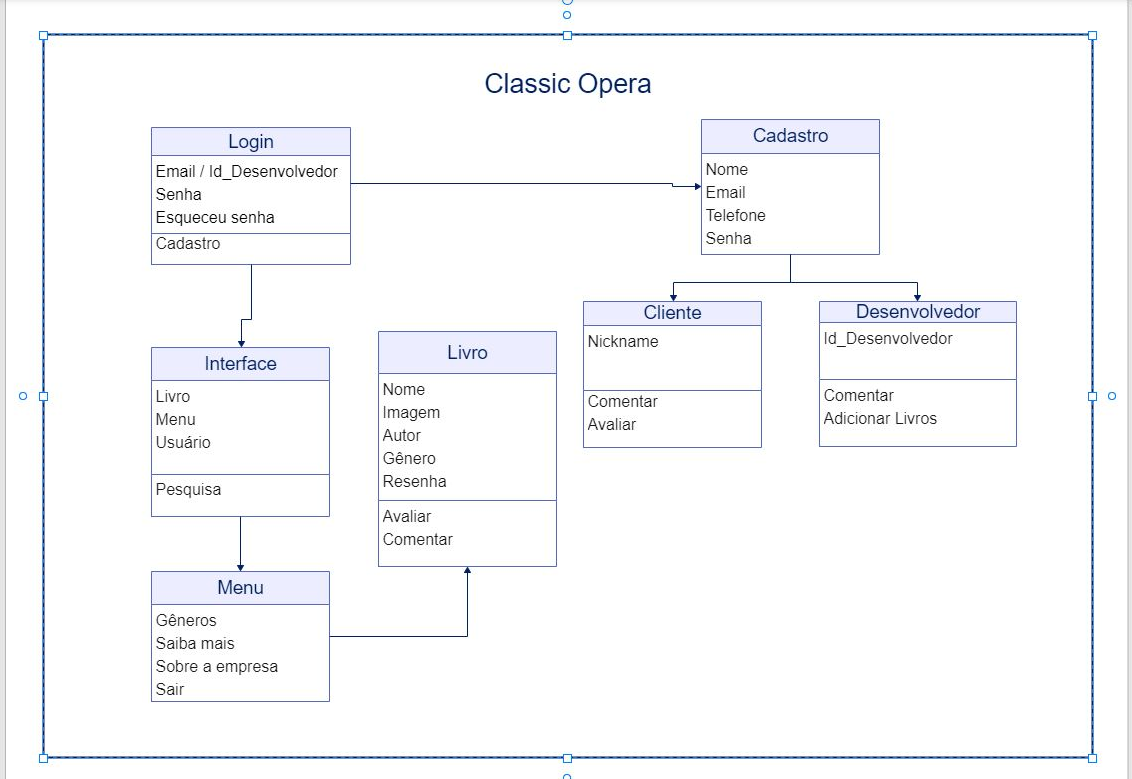 Classic Opera
Login
Email / Id_Desenvolvedor
Senha
Esqueceu senha
Cadastro
Cadastro
Nome
Email
Telefone
Senha
Cliente
Nickname
Comentar
Avaliar
Desenvolvedor
Id_Desenvolvedor
Comentar
Adicionar Livros
Interface
Livro
Menu
Usuário
Pesquisa
Livro
Nome
Imagem
Autor
Gênero
Resenha
Avaliar
Comentar
Menu
Gêneros
Saiba mais
Sobre a empresa
Sair